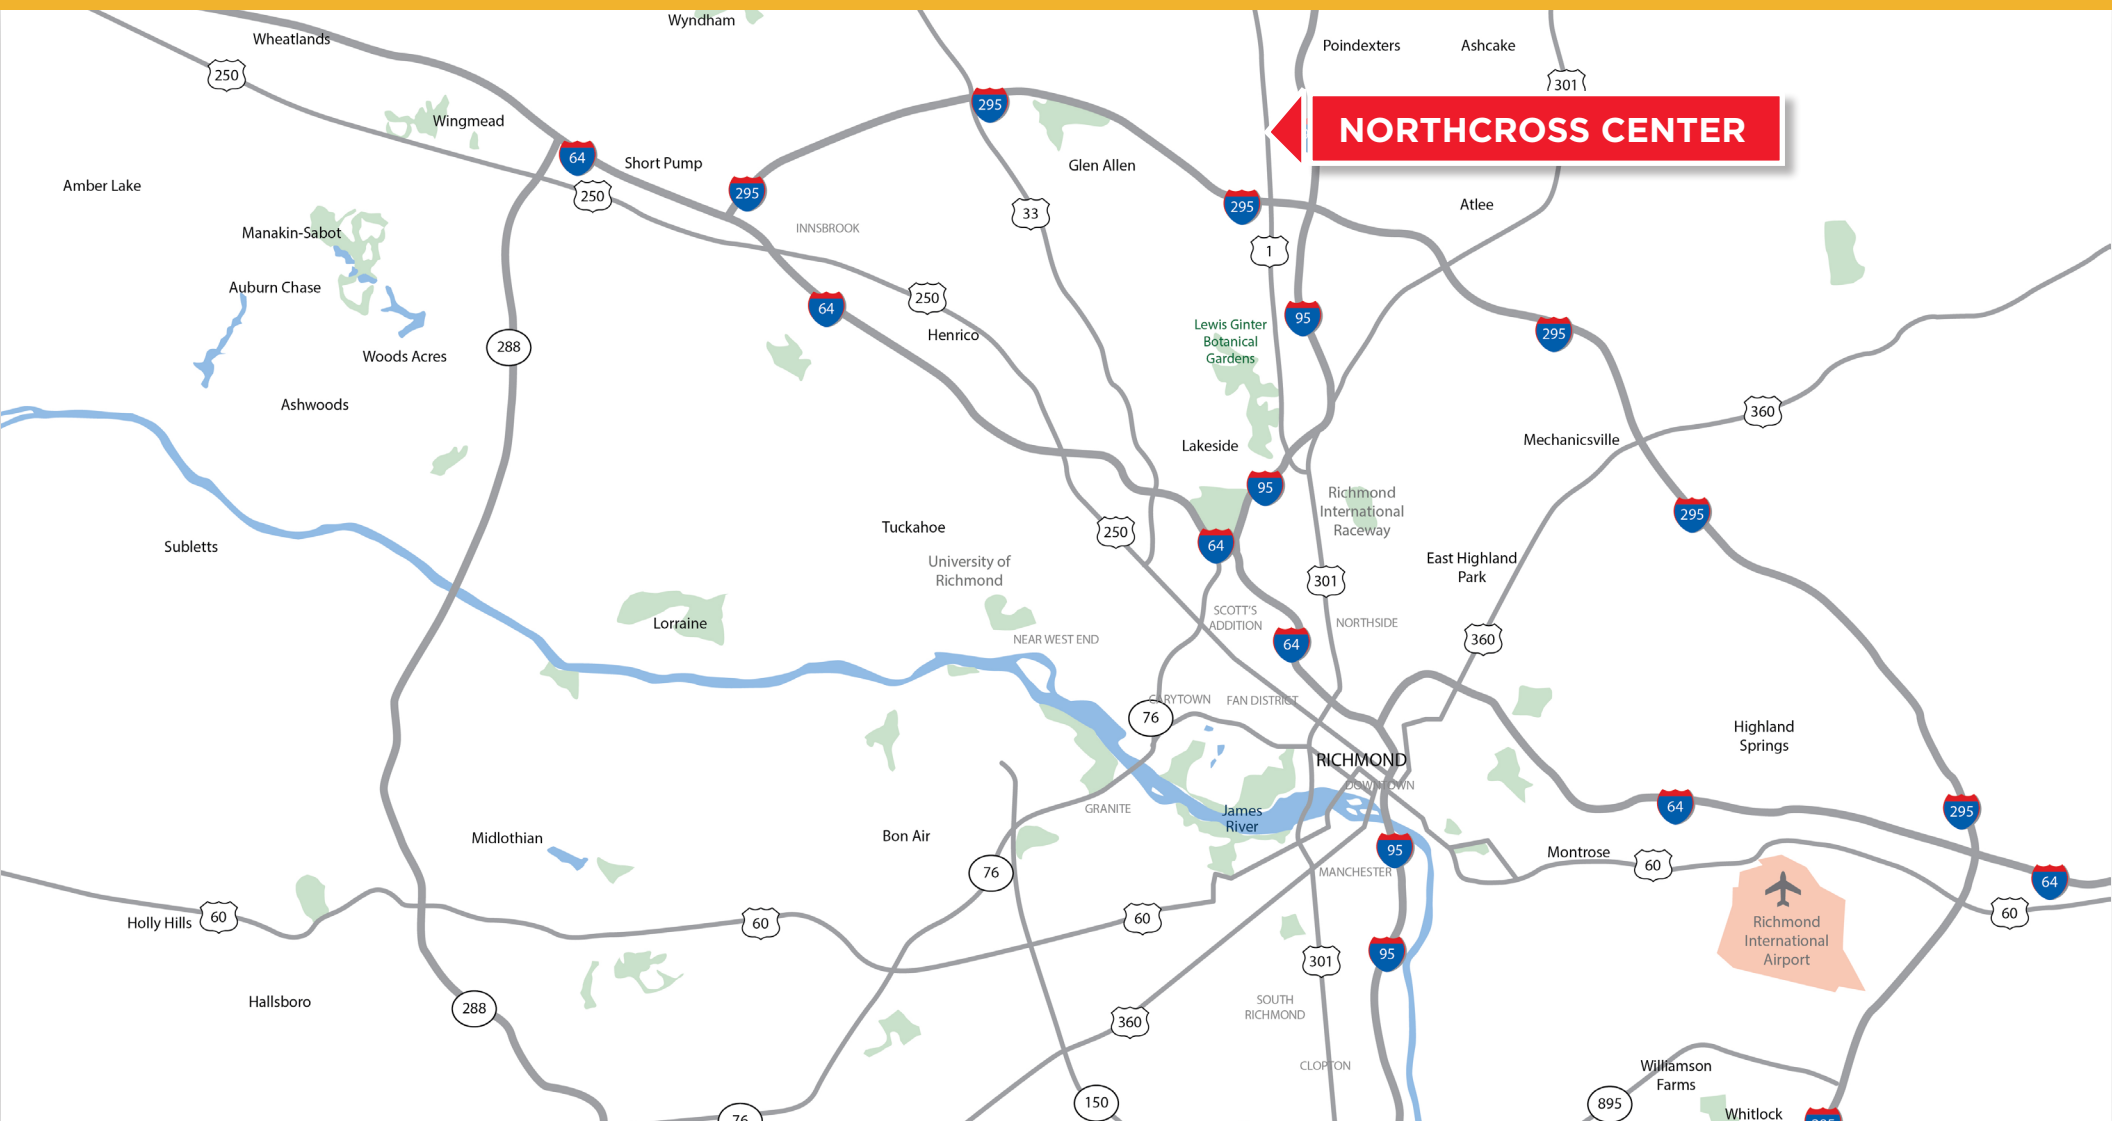 Wyndham
Wheatlands
Poindexters
Ashcake
250
301
295
Wingmead
NORTHCROSS CENTER
64
Short Pump
Glen Allen
Amber Lake
250
295
295
Atlee
33
INNSBROOK
Manakin-Sabot
1
Auburn Chase
250
64
95
Lewis Ginter
Botanical
Gardens
Henrico
295
288
Woods Acres
Ashwoods
360
Mechanicsville
Lakeside
95
Richmond
International
Raceway
295
Tuckahoe
250
64
Subletts
University of
Richmond
East Highland
Park
301
SCOTT'S
ADDITION
Lorraine
NORTHSIDE
NEAR WEST END
64
360
CARYTOWN
FAN DISTRICT
76
Highland
Springs
RICHMOND
DOWNTOWN
GRANITE
James
River
64
295
Midlothian
Bon Air
95
Montrose
60
MANCHESTER
76
64
Holly Hills
60
60
60
60
Richmond
International
Airport
301
95
Hallsboro
288
SOUTH
RICHMOND
360
CLOPTON
Williamson
Farms
150
895
Whitlock
76
295